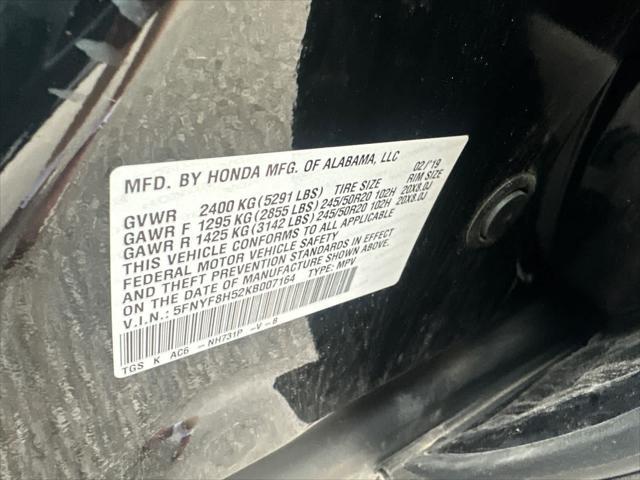 MFD. BY HONDA MFG. OF ALABAMA, LLC 02/'19
GVWR 2400 KG (5291 LBS) TIRE SIZE RIM SIZE
GAWR F 1295 KG (2855 LBS) 245/50R20 102H 20X8.0J
GAWR R 1425 KG (3142 LBS) 245/50R20 102H 20X8.0J
THIS VEHICLE CONFORMS TO ALL APPLICABLE
FEDERAL MOTOR VEHICLE SAFETY
AND THEFT PREVENTION STANDARDS IN EFFECT
ON THE DATE OF MANUFACTURE SHOWN ABOVE.
V.I.N.: 5FNYF8H52KB007164 TYPE: MPV
TGS K AC6 -NH731P -V-B